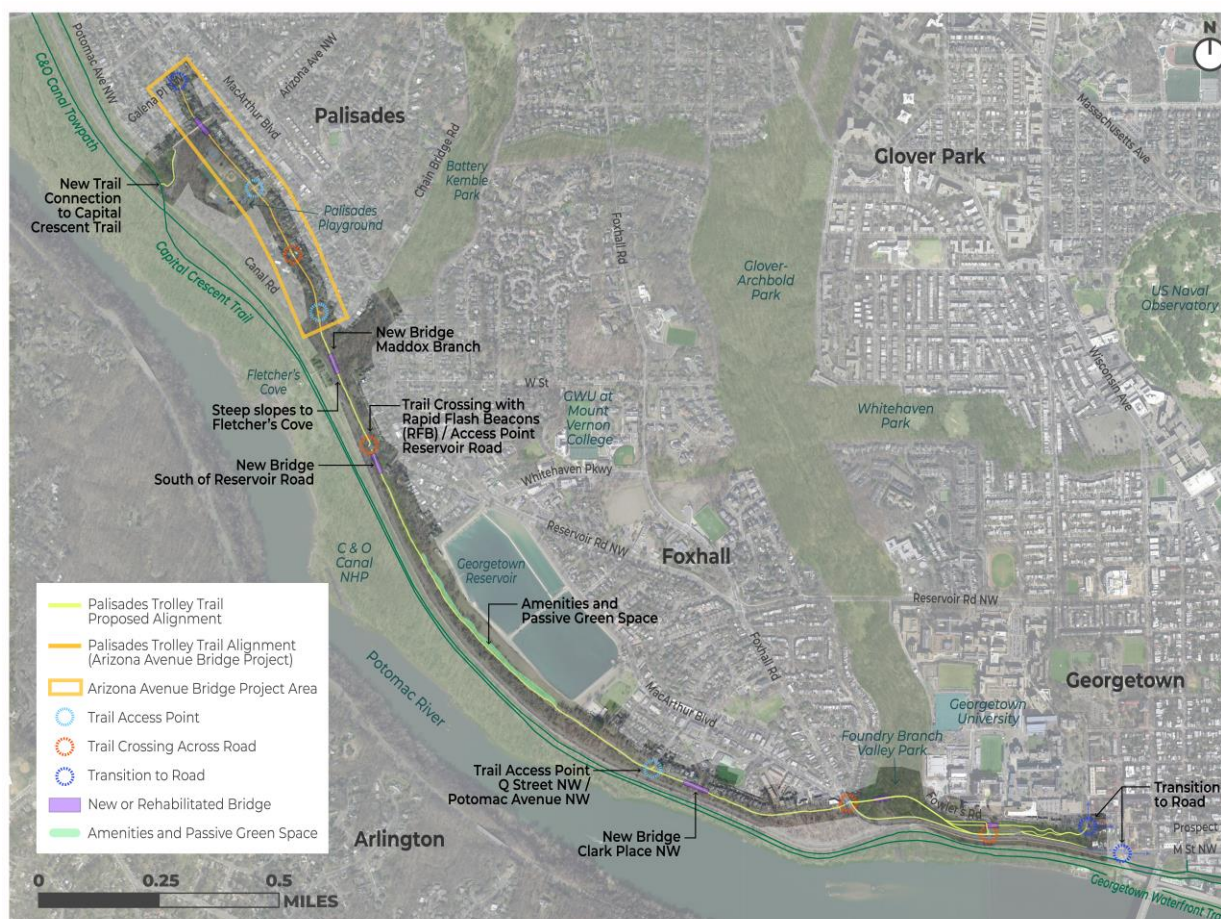 N
Potomac Ave NW
C&O Canal Towpath
Galena Pl NW
MacArthur Blvd
Arizona Ave NW
Palisades
Chain Bridge Rd
Battery
Kemble
Park
Massachusetts Ave
Glover Park
New Trail
Connection
to Capital
Crescent Trail
Palisades
Playground
Canal Rd
Capital Crescent Trail
Foxhall Rd
Glover-
Archbold
Park
US Naval
Observatory
Wisconsin Ave
New Bridge
Maddox Branch
Fletcher's
Cove
Steep slopes to
Fletcher's Cove
W St
GWU at
Mount
Vernon
College
Whitehaven
Park
Trail Crossing with
Rapid Flash Beacons
(RFB) / Access Point
Reservoir Road
New Bridge
South of Reservoir Road
Whitehaven Pkwy
Reservoir Rd NW
Foxhall
C & O
Canal
NHP
Georgetown
Reservoir
Amenities and
Passive Green Space
Reservoir Rd NW
Foxhall Rd
Georgetown
MacArthur Blvd
Potomac River
Georgetown
University
Foundry Branch
Valley Park
Trail Access Point
Q Street NW /
Potomac Avenue NW
New Bridge
Clark Place NW
Fowler's Rd
Transition
to Road
Prospect
M St NW
Georgetown Waterfront Tr
Arlington
Palisades Trolley Trail
Proposed Alignment
Palisades Trolley Trail Alignment
(Arizona Avenue Bridge Project)
Arizona Avenue Bridge Project Area
Trail Access Point
Trail Crossing Across Road
Transition to Road
New or Rehabilitated Bridge
Amenities and Passive Green Space
0 0.25 0.5
MILES